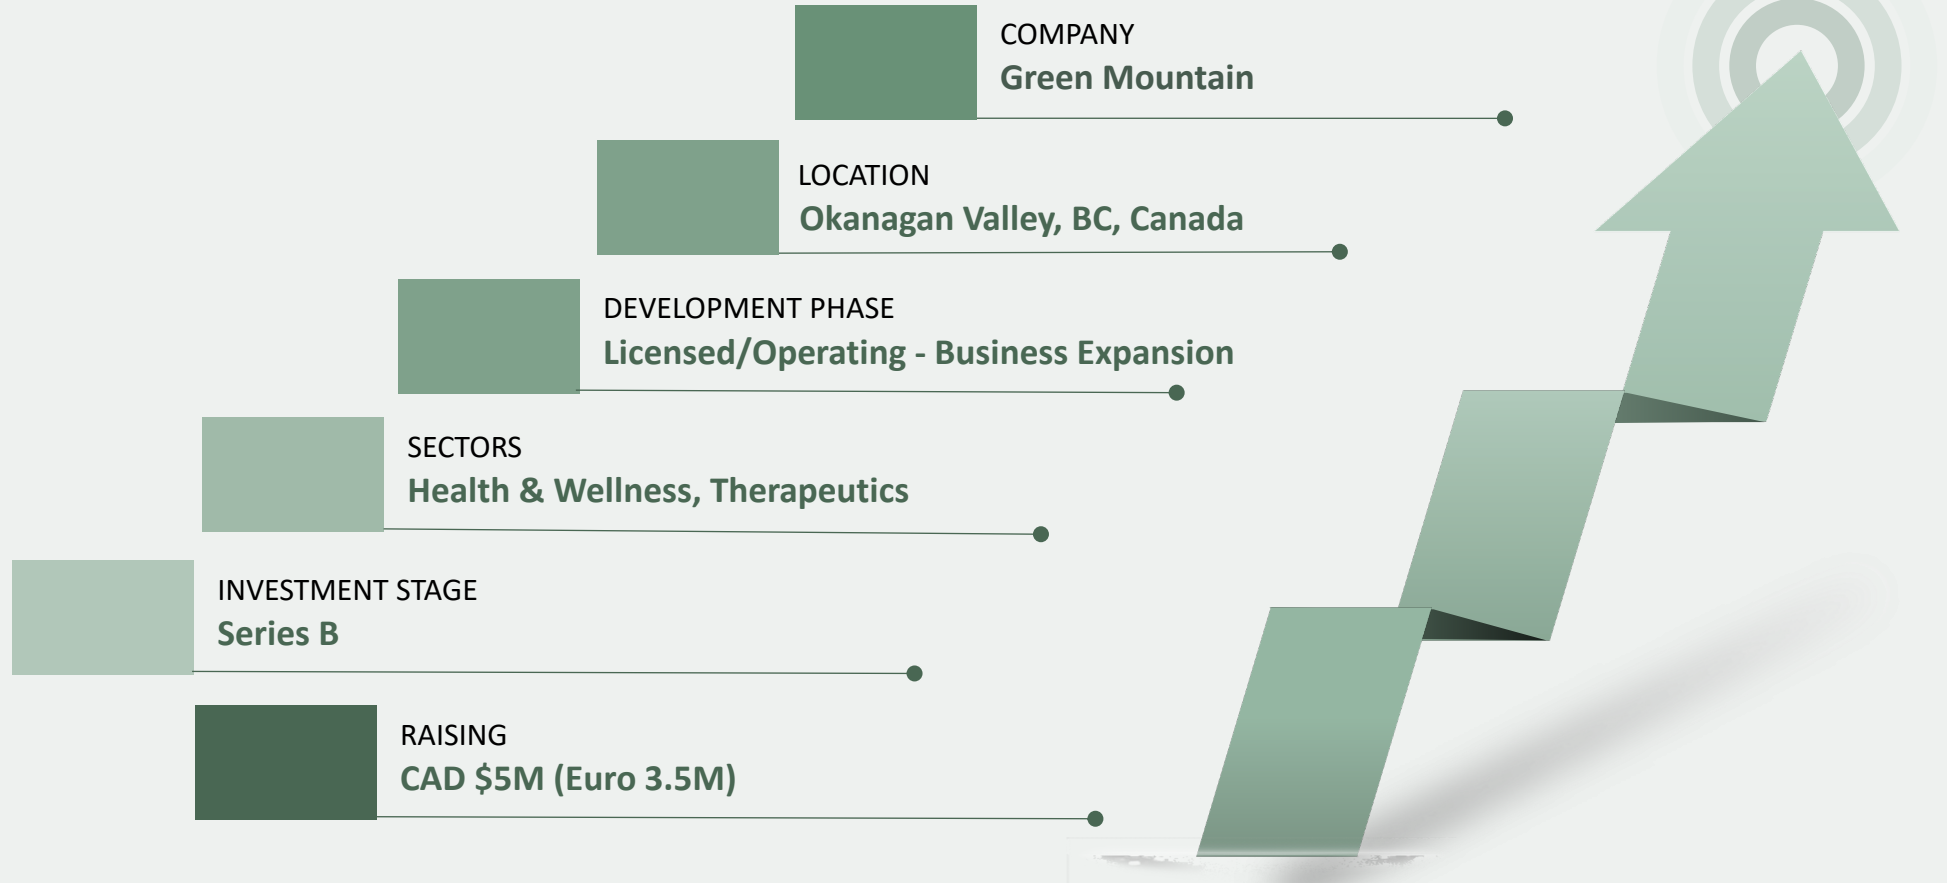 COMPANY
Green Mountain
LOCATION
Okanagan Valley, BC, Canada
DEVELOPMENT PHASE
Licensed/Operating - Business Expansion
SECTORS
Health & Wellness, Therapeutics
INVESTMENT STAGE
Series B
RAISING
CAD $5M (Euro 3.5M)